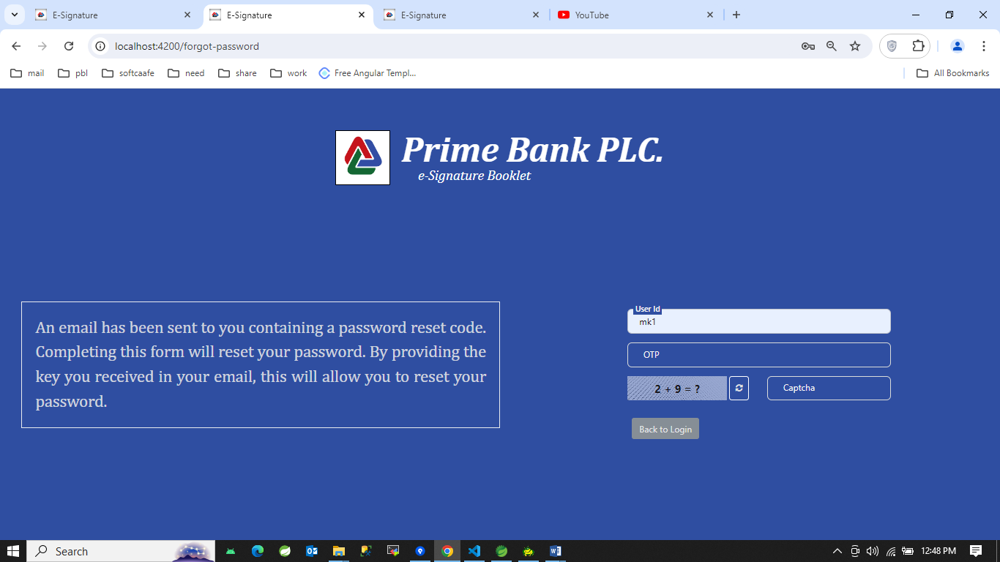 E-Signature
E-Signature
E-Signature
YouTube
localhost:4200/forgot-password
mail
pbl
softcaafe
need
share
work
Free Angular Templ...
All Bookmarks
Prime Bank PLC.
e-Signature Booklet
An email has been sent to you containing a password reset code.
Completing this form will reset your password. By providing the
key you received in your email, this will allow you to reset your
password.
User Id
mk1
OTP
2 + 9 = ?
Captcha
Back to Login
Search
12:48 PM